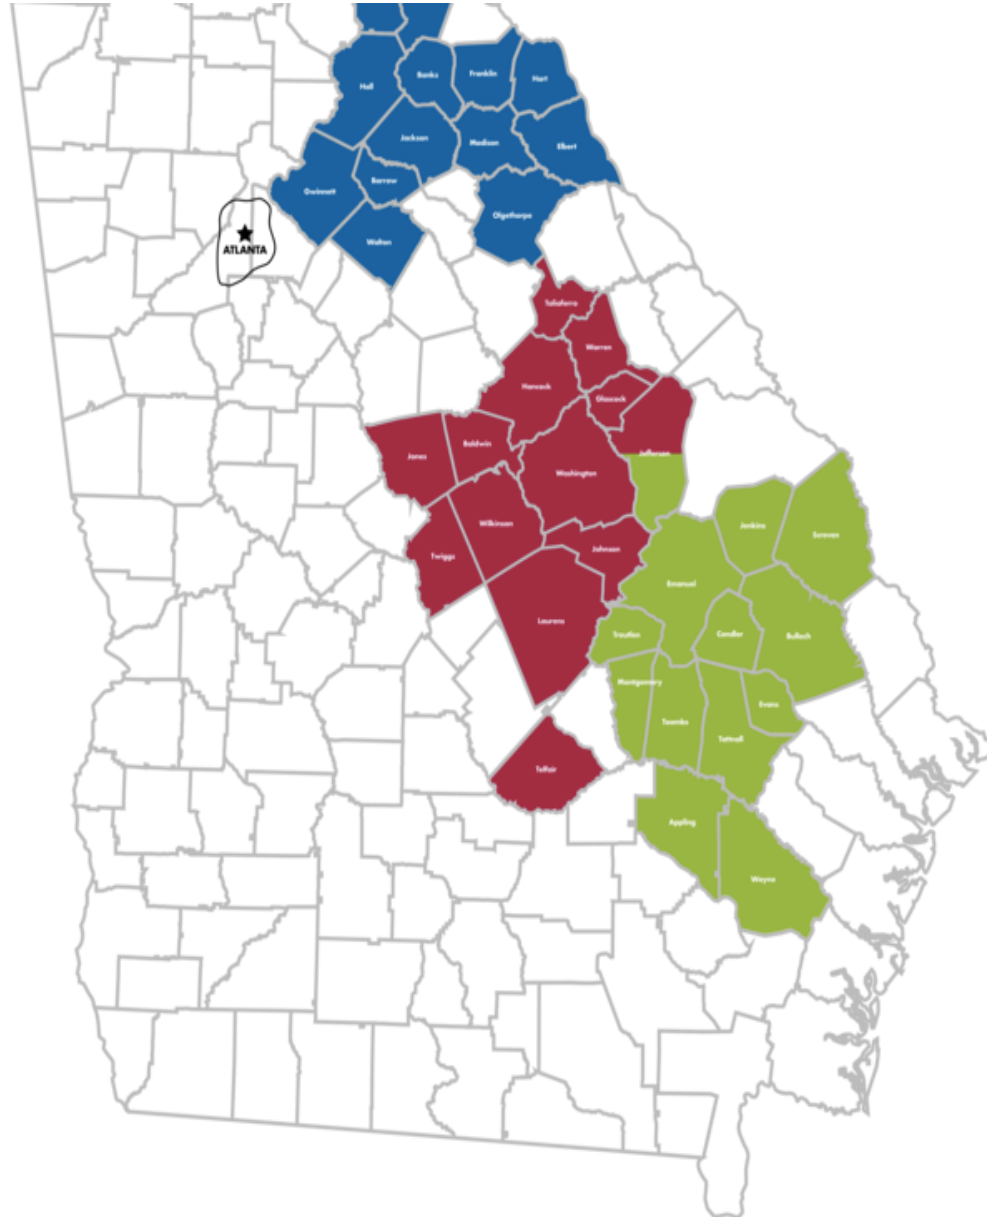 Banks
Franklin
Hart
Hall
Jackson
Madison
Elbert
Barrow
Gwinnett
Olgethorpe
Walton
ATLANTA
Taliaferro
Warren
Hancock
Glascock
Baldwin
Jones
Jefferson
Washington
Wilkinson
Jenkins
Screven
Johnson
Twiggs
Emanuel
Laurens
Treutlen
Candler
Bulloch
Montgomery
Evans
Toombs
Tattnall
Telfair
Appling
Wayne